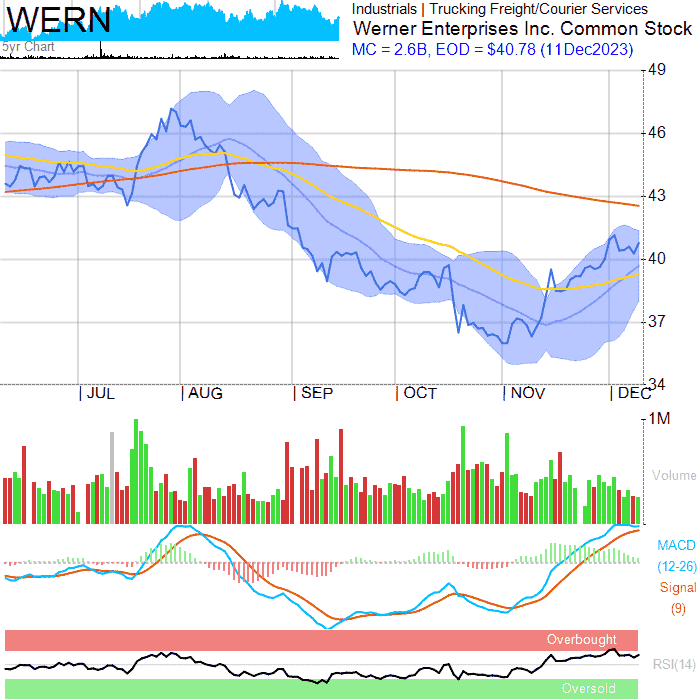 WERN
5yr Chart
Industrials | Trucking Freight/Courier Services
Werner Enterprises Inc. Common Stock
MC = 2.6B, EOD = $40.78 (11Dec2023)
49
46
43
40
37
34
| JUL | AUG | SEP | OCT | NOV | DEC
1M
Volume
MACD
(12-26)
Signal
(9)
Overbought
RSI(14)
Oversold